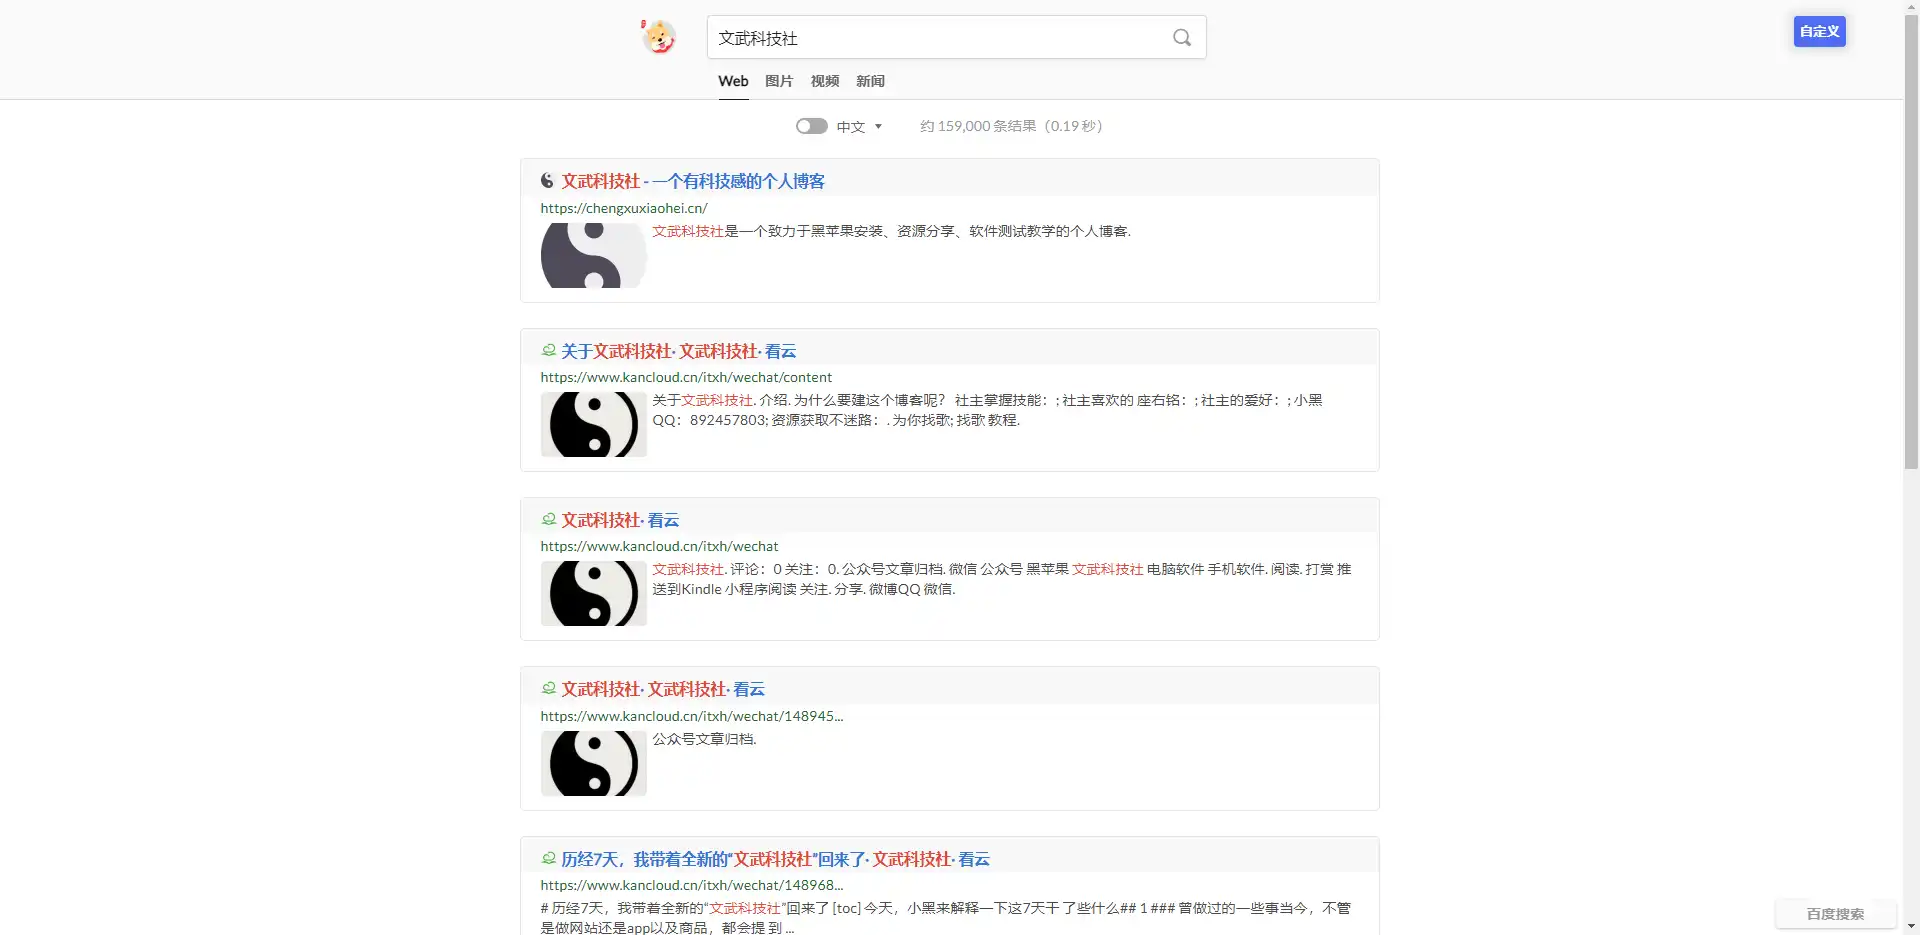 文武科技社
自定义
Web 图片 视频 新闻
中文 约 159,000 条结果（0.19 秒）
文武科技社 - 一个有科技感的个人博客
https://chengxuxiaohei.cn/
文武科技社是一个致力于黑苹果安装、资源分享、软件测试教学的个人博客.
关于文武科技社· 文武科技社· 看云
https://www.kancloud.cn/itxh/wechat/content
关于文武科技社. 介绍. 为什么要建这个博客呢？ 社主掌握技能：; 社主喜欢的 座右铭：; 社主的爱好：; 小黑
QQ：892457803; 资源获取不迷路：. 为你找歌; 找歌 教程.
文武科技社· 看云
https://www.kancloud.cn/itxh/wechat
文武科技社. 评论：0 关注：0. 公众号文章归档. 微信 公众号 黑苹果 文武科技社 电脑软件 手机软件. 阅读. 打赏 推
送到Kindle 小程序阅读 关注. 分享. 微博QQ 微信.
文武科技社· 文武科技社· 看云
https://www.kancloud.cn/itxh/wechat/148945...
公众号文章归档.
历经7天，我带着全新的“文武科技社”回来了· 文武科技社· 看云
https://www.kancloud.cn/itxh/wechat/148968...
# 历经7天，我带着全新的“文武科技社”回来了 [toc] 今天，小黑来解释一下这7天干 了些什么## 1 ### 曾做过的一些事当今，不管
是做网站还是app以及商品，都会提 到 ...
百度搜索